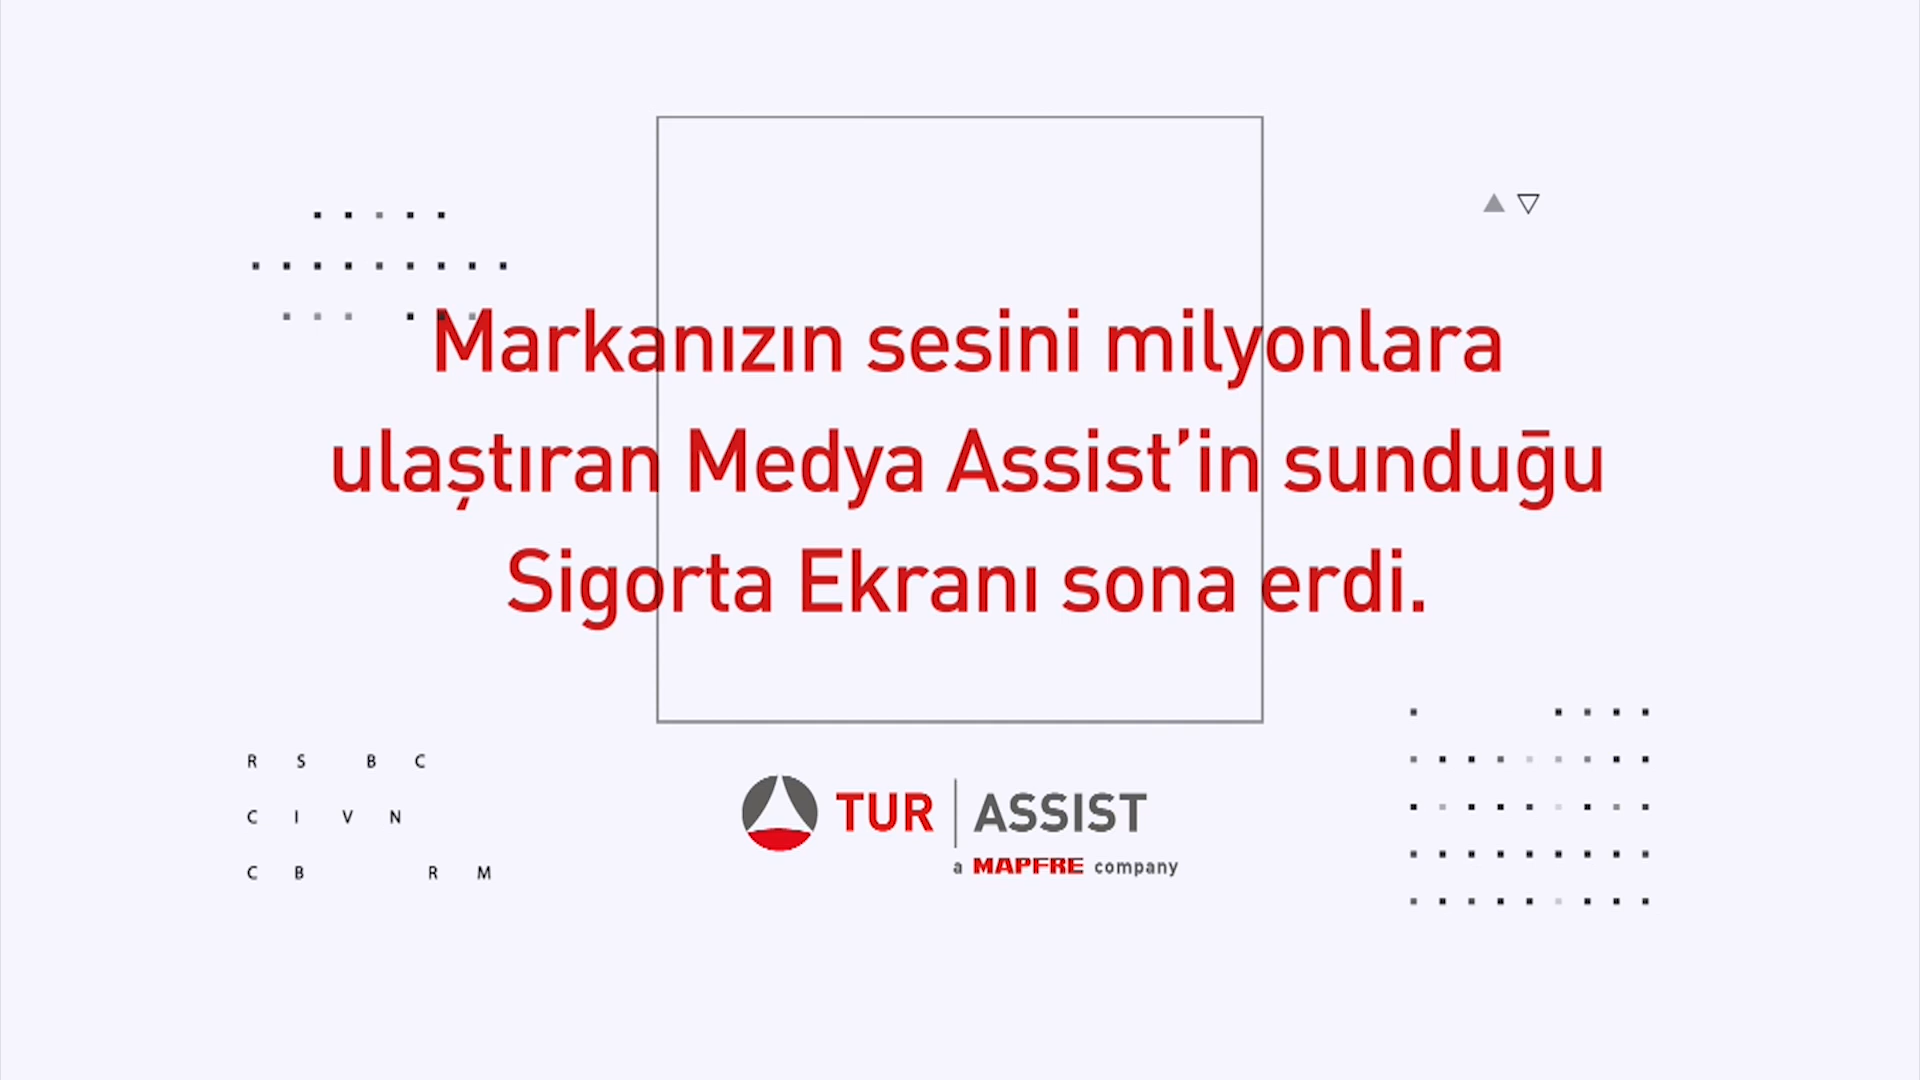 Markanızın sesini milyonlara
ulaştıran Medya Assist’in sunduğu
Sigorta Ekranı sona erdi.
R S B C
C I V N
C B R M
TUR ASSIST
a MAPFRE company